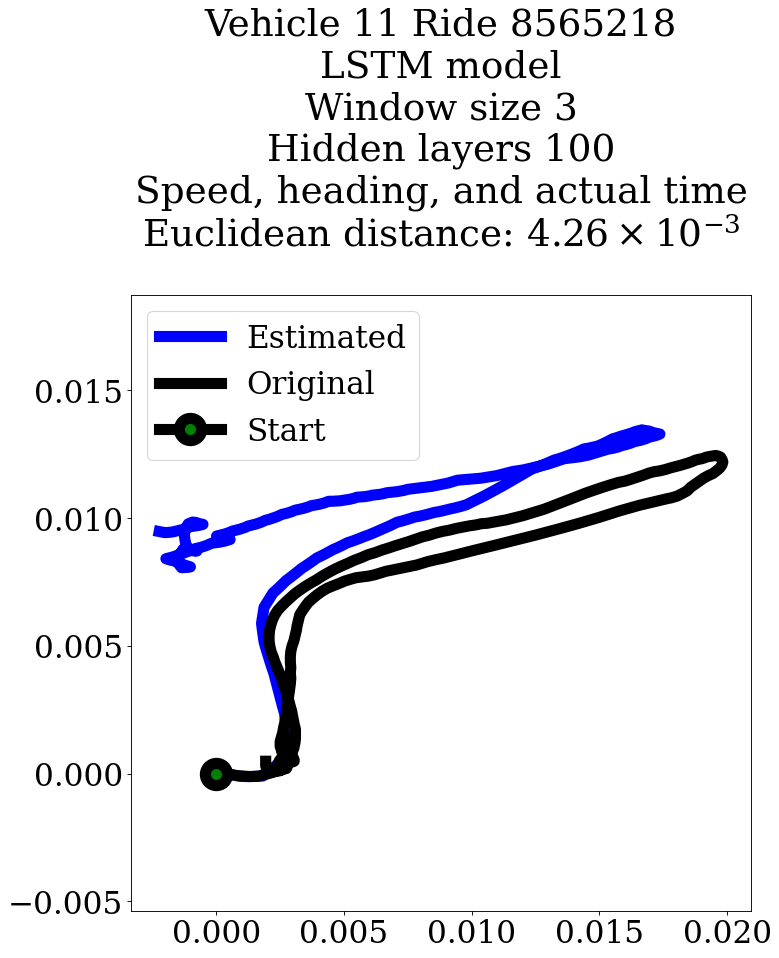 Vehicle 11 Ride 8565218
LSTM model
Window size 3
Hidden layers 100
Speed, heading, and actual time
Euclidean distance: 4.26 × 10⁻³
Estimated
Original
Start
0.015
0.010
0.005
0.000
−0.005
0.000 0.005 0.010 0.015 0.020